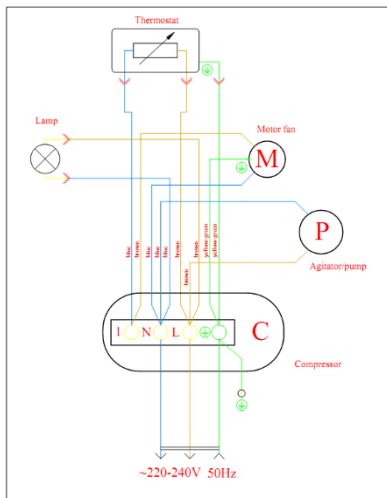 Thermostat
Lamp
Motor fan
M
P
Agitator/pump
blue
brown
blue
blue
brown
brown
yellow-green
yellow-green
brown
1 N L
C
Compressor
~220-240V 50Hz